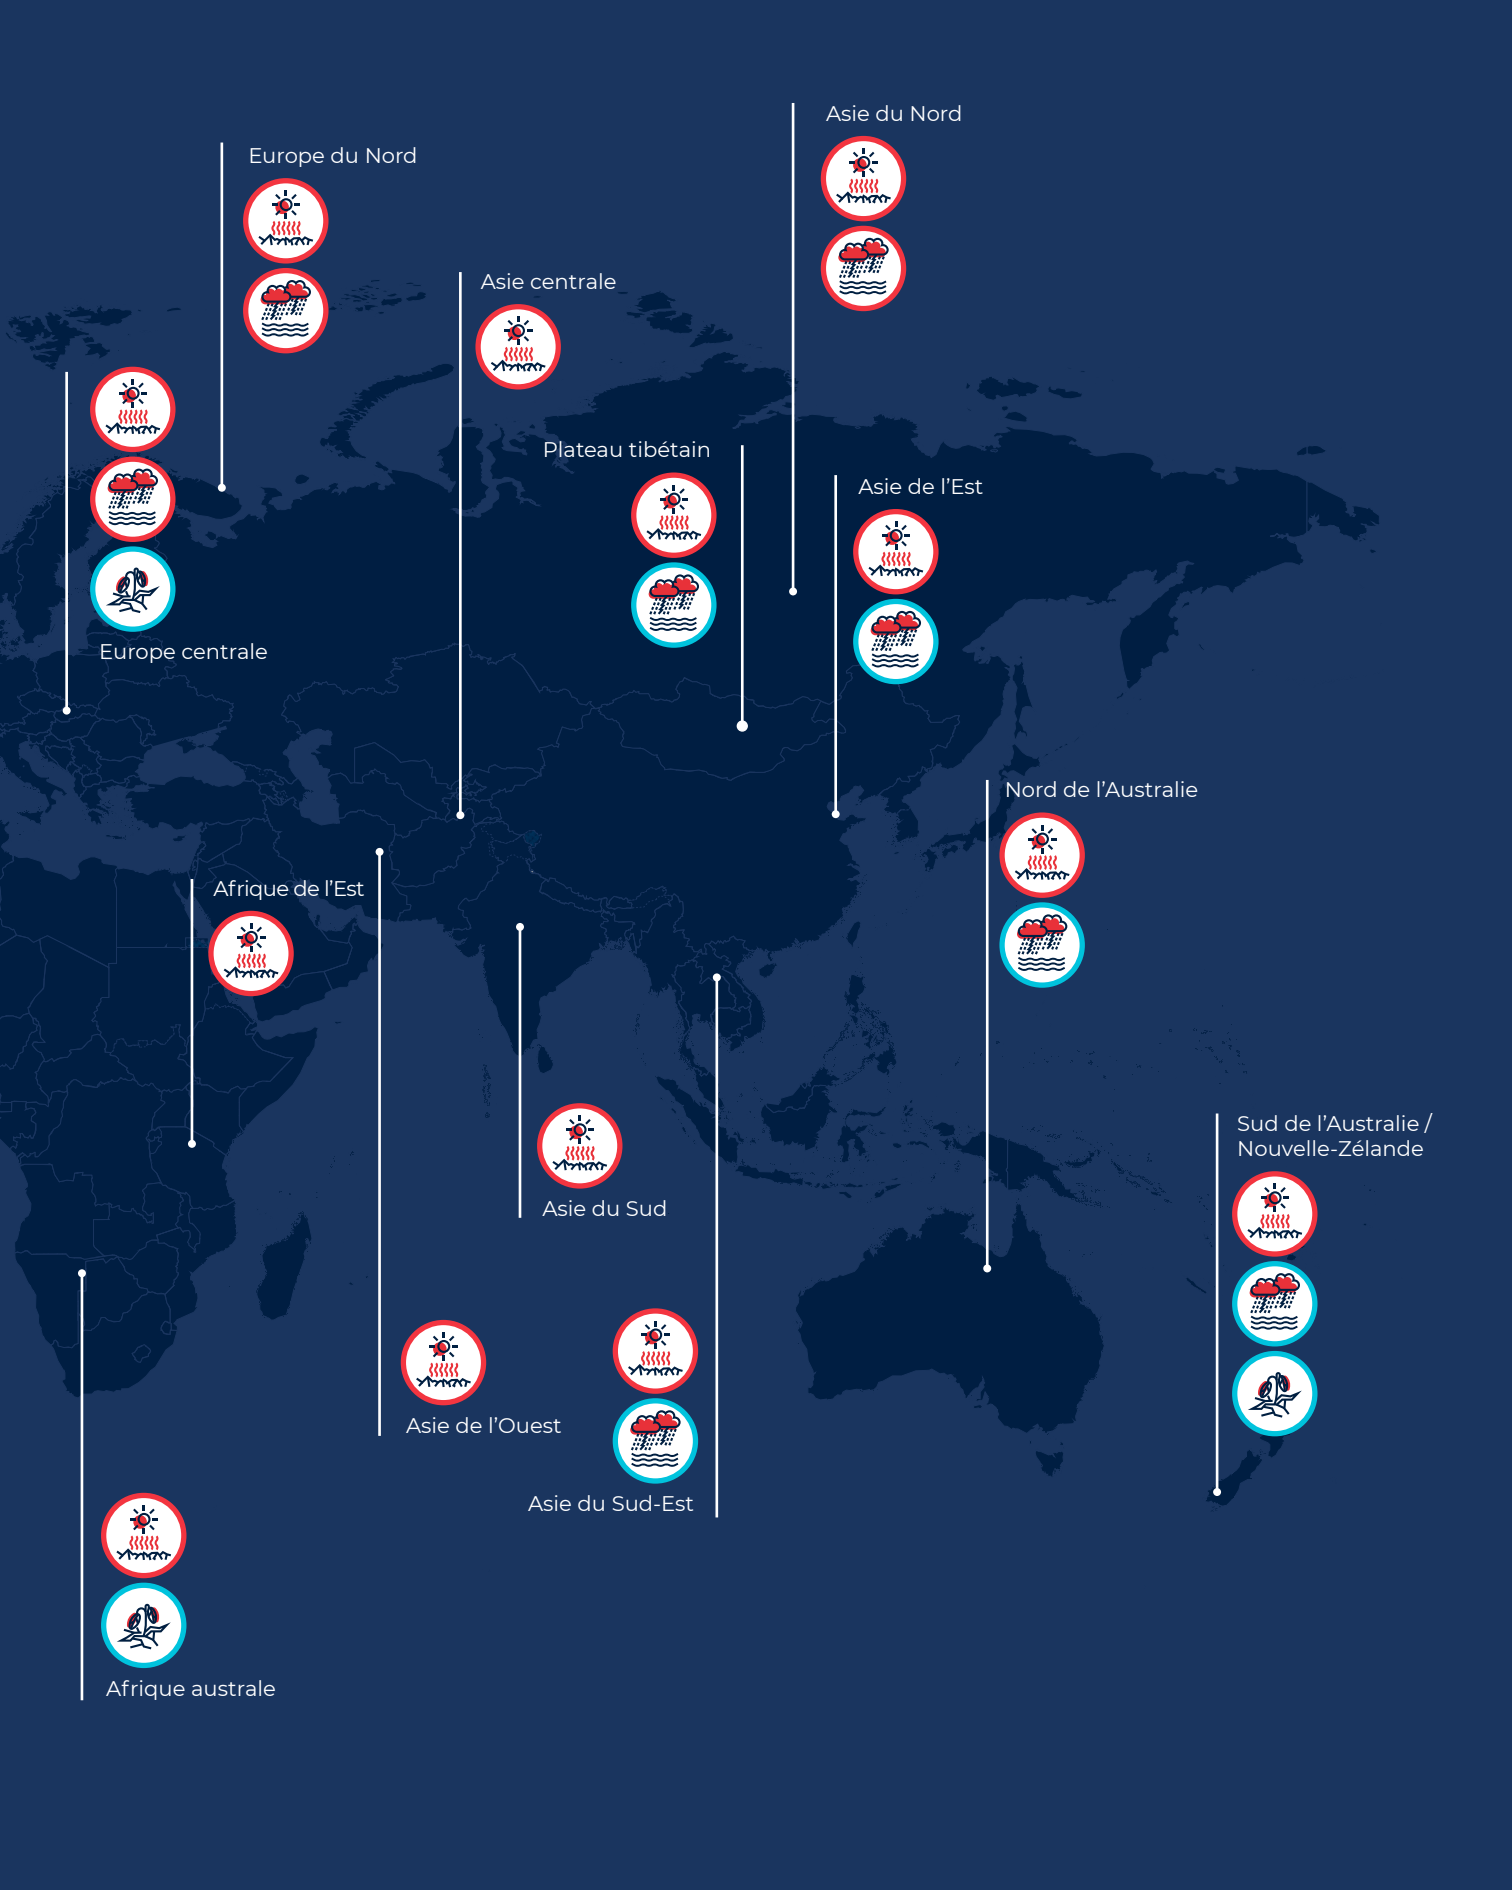 Asie du Nord
Europe du Nord
Asie centrale
Plateau tibétain
Asie de l’Est
Europe centrale
Nord de l’Australie
Afrique de l’Est
Sud de l’Australie /
Nouvelle-Zélande
Asie du Sud
Asie de l’Ouest
Asie du Sud-Est
Afrique australe